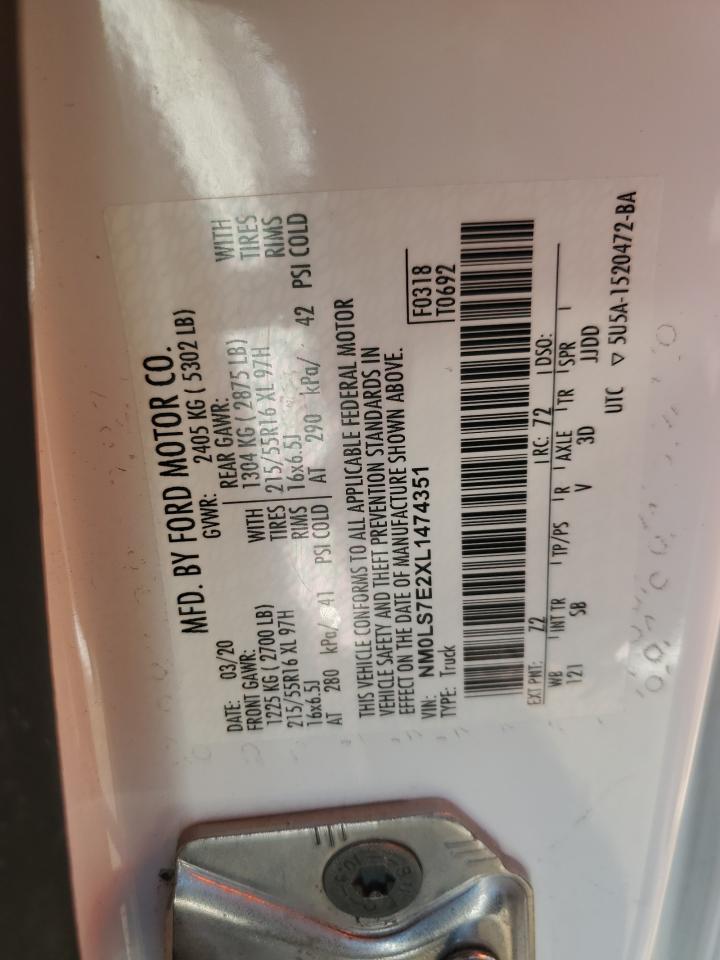 MFD. BY FORD MOTOR CO.
DATE: 03/20 GVWR: 2405 KG ( 5302 LB)
FRONT GAWR: REAR GAWR:
1225 KG ( 2700 LB) WITH 1304 KG ( 2875 LB) WITH
215/55R16 XL 97H TIRES 215/55R16 XL 97H TIRES
16x6.5J RIMS 16x6.5J RIMS
AT 280 kPa/ 41 PSI COLD AT 290 kPa/ 42 PSI COLD
THIS VEHICLE CONFORMS TO ALL APPLICABLE FEDERAL MOTOR
VEHICLE SAFETY AND THEFT PREVENTION STANDARDS IN
EFFECT ON THE DATE OF MANUFACTURE SHOWN ABOVE.
VIN: NM0LS7E2XL1474351 F0318
TYPE: Truck T0692
EXT PNT: 7Z RC: 72 DSO:
WB INT TR TP/PS R AXLE TR SPR
121 SB V 3D JJDD
UTC ▽ 5U5A-1520472-BA